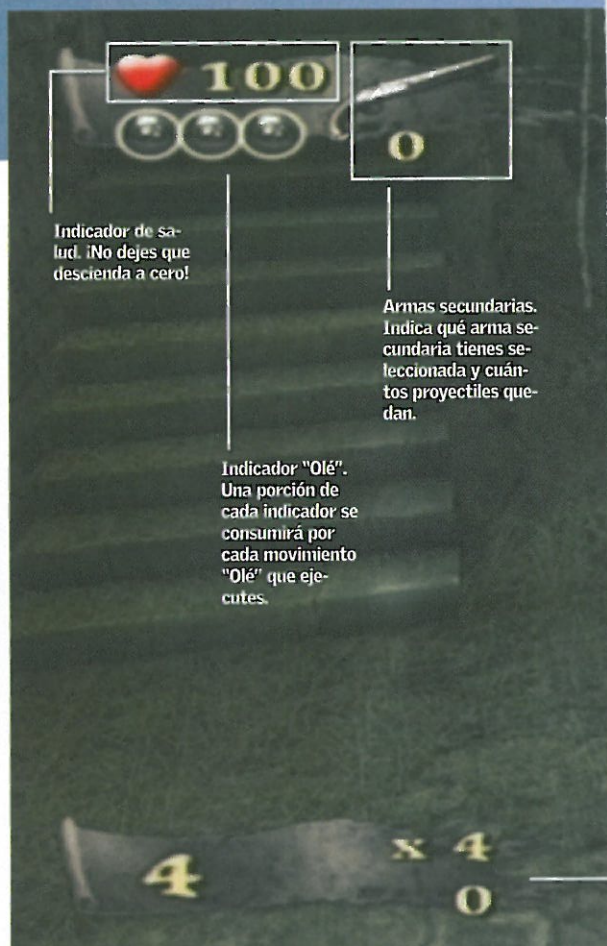 100
0
Indicador de sa-
lud. ¡No dejes que
descienda a cero!
Armas secundarias.
Indica qué arma se-
cundaria tienes se-
leccionada y cuán-
tos proyectiles que-
dan.
Indicador "Olé".
Una porción de
cada indicador se
consumirá por
cada movimiento
"Olé" que eje-
cutes.
4
x 4
0